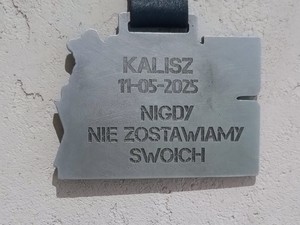 KALISZ
11-05-2025
NIGDY
NIE ZOSTAWIAMY
SWOICH